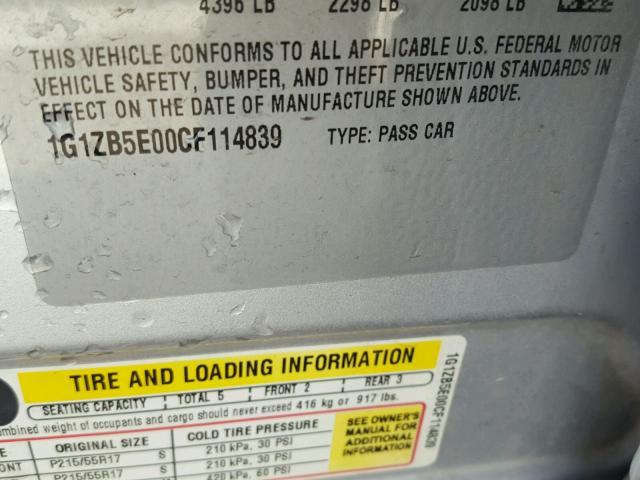 4396 LB 2298 LB 2098 LB
THIS VEHICLE CONFORMS TO ALL APPLICABLE U.S. FEDERAL MOTOR
VEHICLE SAFETY, BUMPER, AND THEFT PREVENTION STANDARDS IN
EFFECT ON THE DATE OF MANUFACTURE SHOWN ABOVE.
1G1ZB5E00CF114839 TYPE: PASS CAR
TIRE AND LOADING INFORMATION
SEATING CAPACITY TOTAL 5 FRONT 2 REAR 3
combined weight of occupants and cargo should never exceed 416 kg or 917 lbs.
ORIGINAL SIZE COLD TIRE PRESSURE
P215/55R17 S 210 kPa, 30 PSI
P215/55R17 S 210 kPa, 30 PSI
420 kPa, 60 PSI
SEE OWNER'S
MANUAL FOR
ADDITIONAL
INFORMATION
1G1ZB5E00CF114839